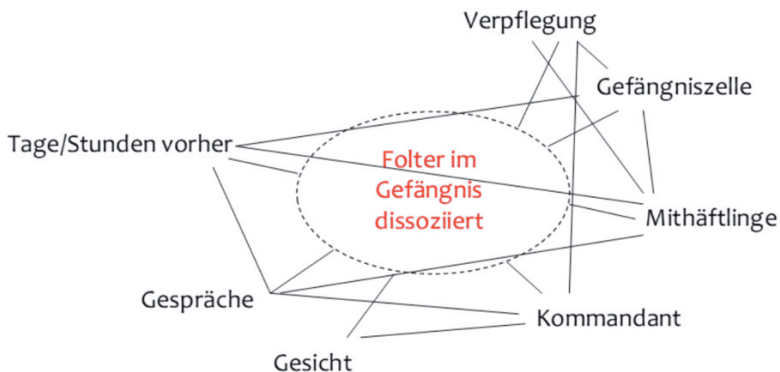 Verpflegung
Gefängniszelle
Tage/Stunden vorher
Folter im
Gefängnis
dissoziiert
Mithäftlinge
Gespräche
Kommandant
Gesicht